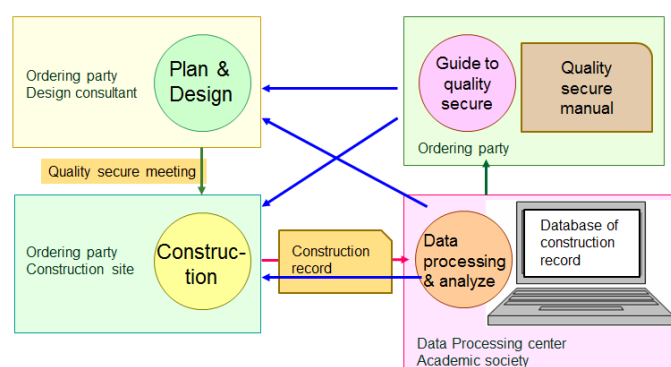 Ordering party
Design consultant
Plan &
Design
Guide to
quality
secure
Quality
secure
manual
Ordering party
Quality secure meeting
Ordering party
Construction site
Construc-
tion
Construction
record
Data
processing
& analyze
Database of
construction
record
Data Processing center
Academic society